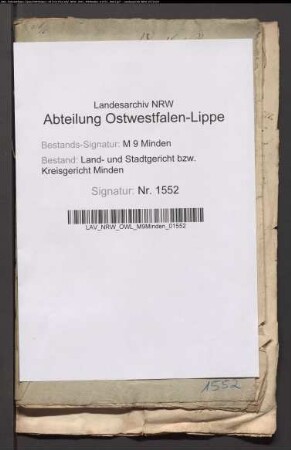 Landesarchiv NRW
Abteilung Ostwestfalen-Lippe
Bestands-Signatur: M 9 Minden
Bestand: Land- und Stadtgericht bzw.
Kreisgericht Minden
Signatur: Nr. 1552
LAV_NRW_OWL_M9Minden_01552
1552